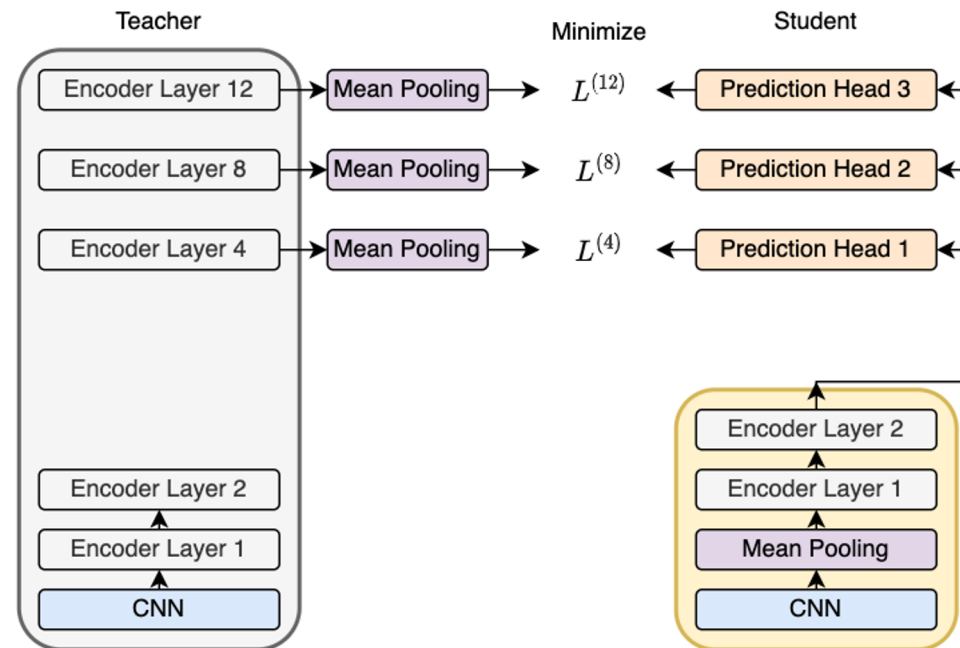 Teacher
Minimize
Student
Encoder Layer 12
Mean Pooling
L^{(12)}
Prediction Head 3
Encoder Layer 8
Mean Pooling
L^{(8)}
Prediction Head 2
Encoder Layer 4
Mean Pooling
L^{(4)}
Prediction Head 1
Encoder Layer 2
Encoder Layer 1
CNN
Encoder Layer 2
Encoder Layer 1
Mean Pooling
CNN